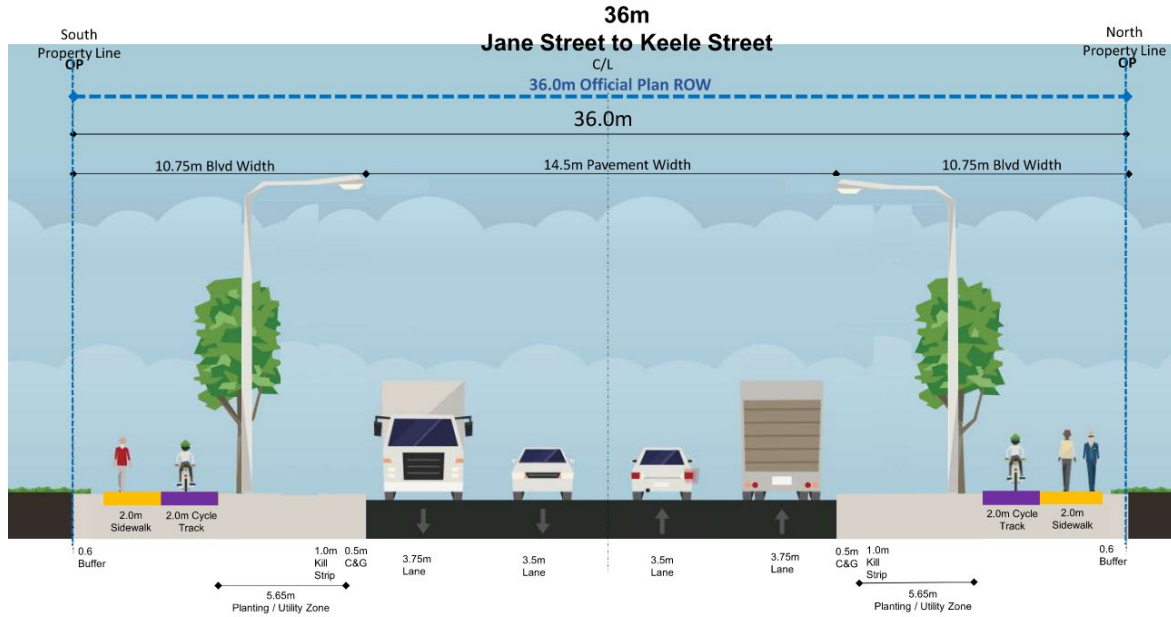 36m
Jane Street to Keele Street
South
Property Line
OP
C/L
North
Property Line
OP
36.0m Official Plan ROW
36.0m
10.75m Blvd Width
14.5m Pavement Width
10.75m Blvd Width
2.0m
Sidewalk
2.0m Cycle
Track
2.0m Cycle
Track
2.0m
Sidewalk
0.6
Buffer
1.0m
Kill
Strip
0.5m
C&G
3.75m
Lane
3.5m
Lane
3.5m
Lane
3.75m
Lane
0.5m
C&G
1.0m
Kill
Strip
0.6
Buffer
5.65m
Planting / Utility Zone
5.65m
Planting / Utility Zone